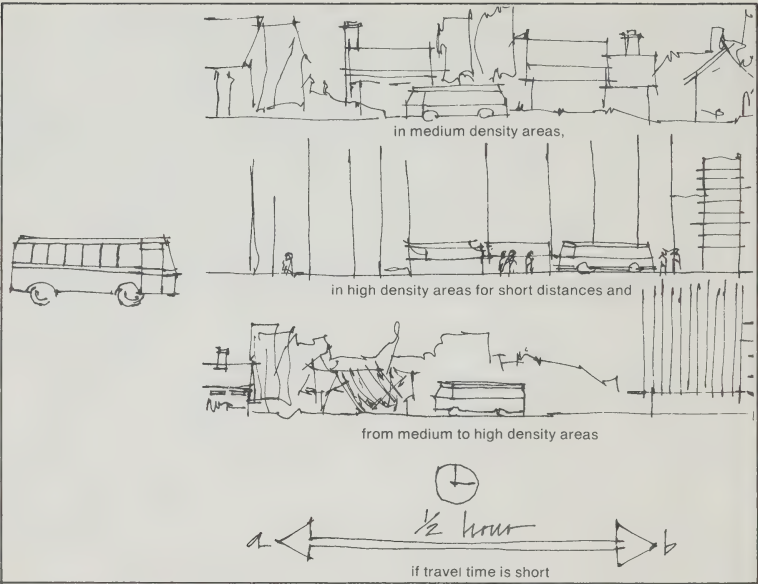 in medium density areas,
in high density areas for short distances and
from medium to high density areas
½ hour
a b
if travel time is short